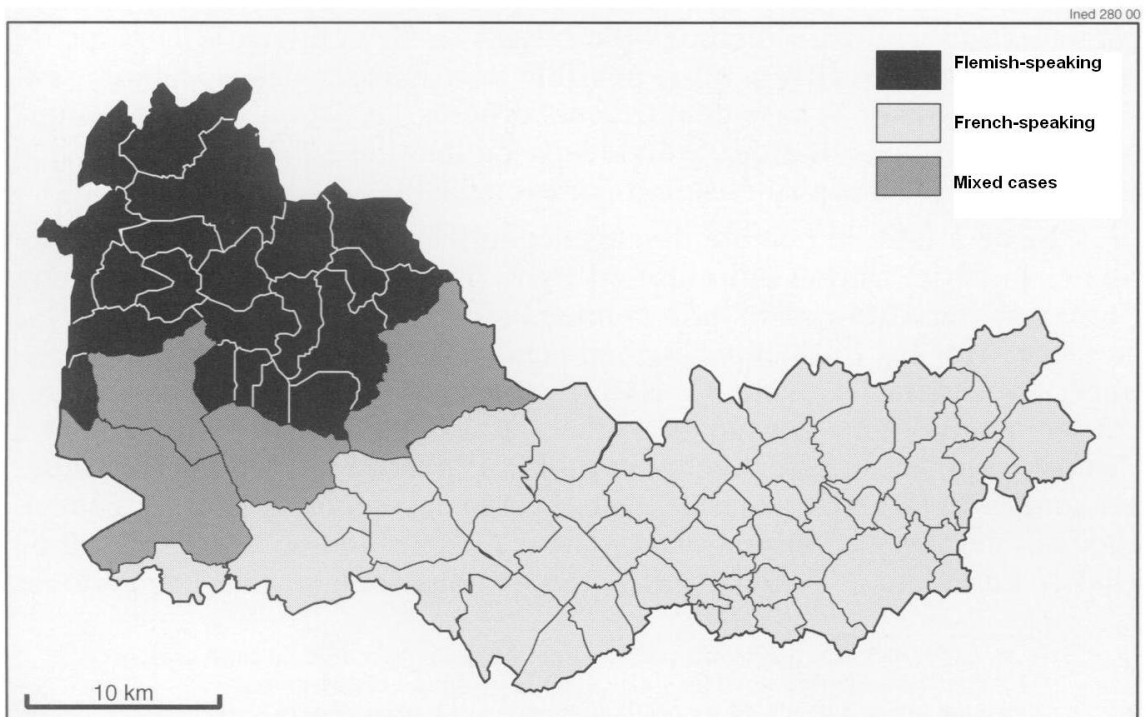 Ined 280 00
Flemish-speaking
French-speaking
Mixed cases
10 km